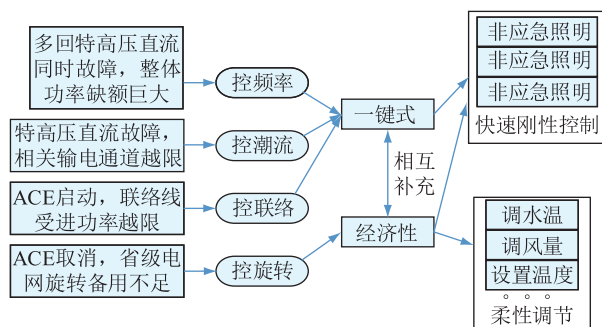 多回特高压直流
同时故障，整体
功率缺额巨大
特高压直流故障，
相关输电通道越限
ACE启动，联络线
受进功率越限
ACE取消，省级电
网旋转备用不足
控频率
控潮流
控联络
控旋转
一键式
相互
补充
经济性
非应急照明
非应急照明
非应急照明
快速刚性控制
调水温
调风量
设置温度
。。。
柔性调节